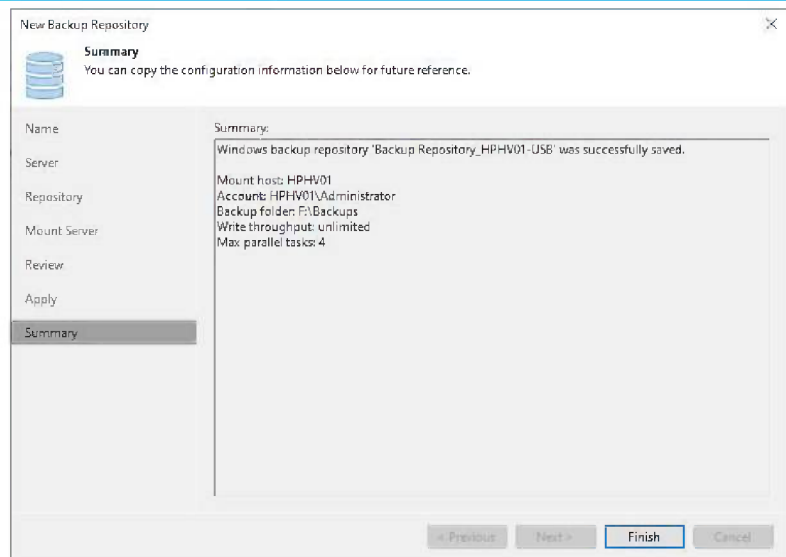 New Backup Repository
Summary
You can copy the configuration information below for future reference.
Name
Server
Repository
Mount Server
Review
Apply
Summary
Summary:
Windows backup repository 'Backup Repository_HPHV01-USB' was successfully saved.
Mount host: HPHV01
Account: HPHV01\Administrator
Backup folder: F:\Backups
Write throughput: unlimited
Max parallel tasks: 4
< Previous
Next >
Finish
Cancel